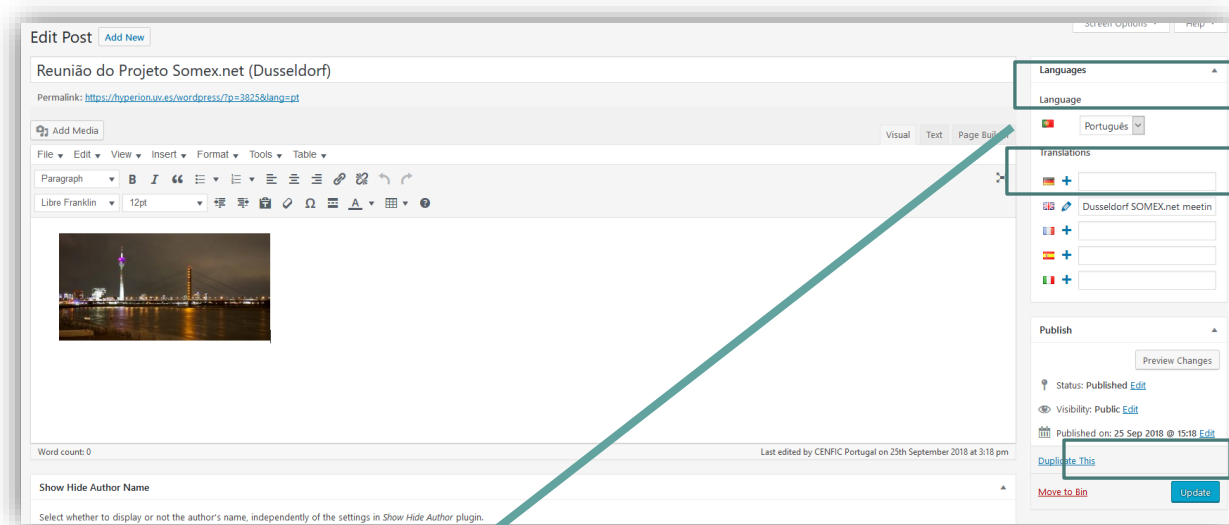 Screen Options Help
Edit Post Add New
Reunião do Projeto Somex.net (Dusseldorf)
Permalink: https://hyperion.uv.es/wordpress/?p=3825&lang=pt
Add Media
Visual Text Page Builder
File Edit View Insert Format Tools Table
Paragraph B I
Libre Franklin 12pt Ω A
Word count: 0 Last edited by CENFIC Portugal on 25th September 2018 at 3:18 pm
Show Hide Author Name
Select whether to display or not the author's name, independently of the settings in Show Hide Author plugin.
Languages
Language
Português
Translations
Dusseldorf SOMEX.net meetin
Publish
Preview Changes
Status: Published Edit
Visibility: Public Edit
Published on: 25 Sep 2018 @ 15:18 Edit
Duplicate This
Move to Bin Update